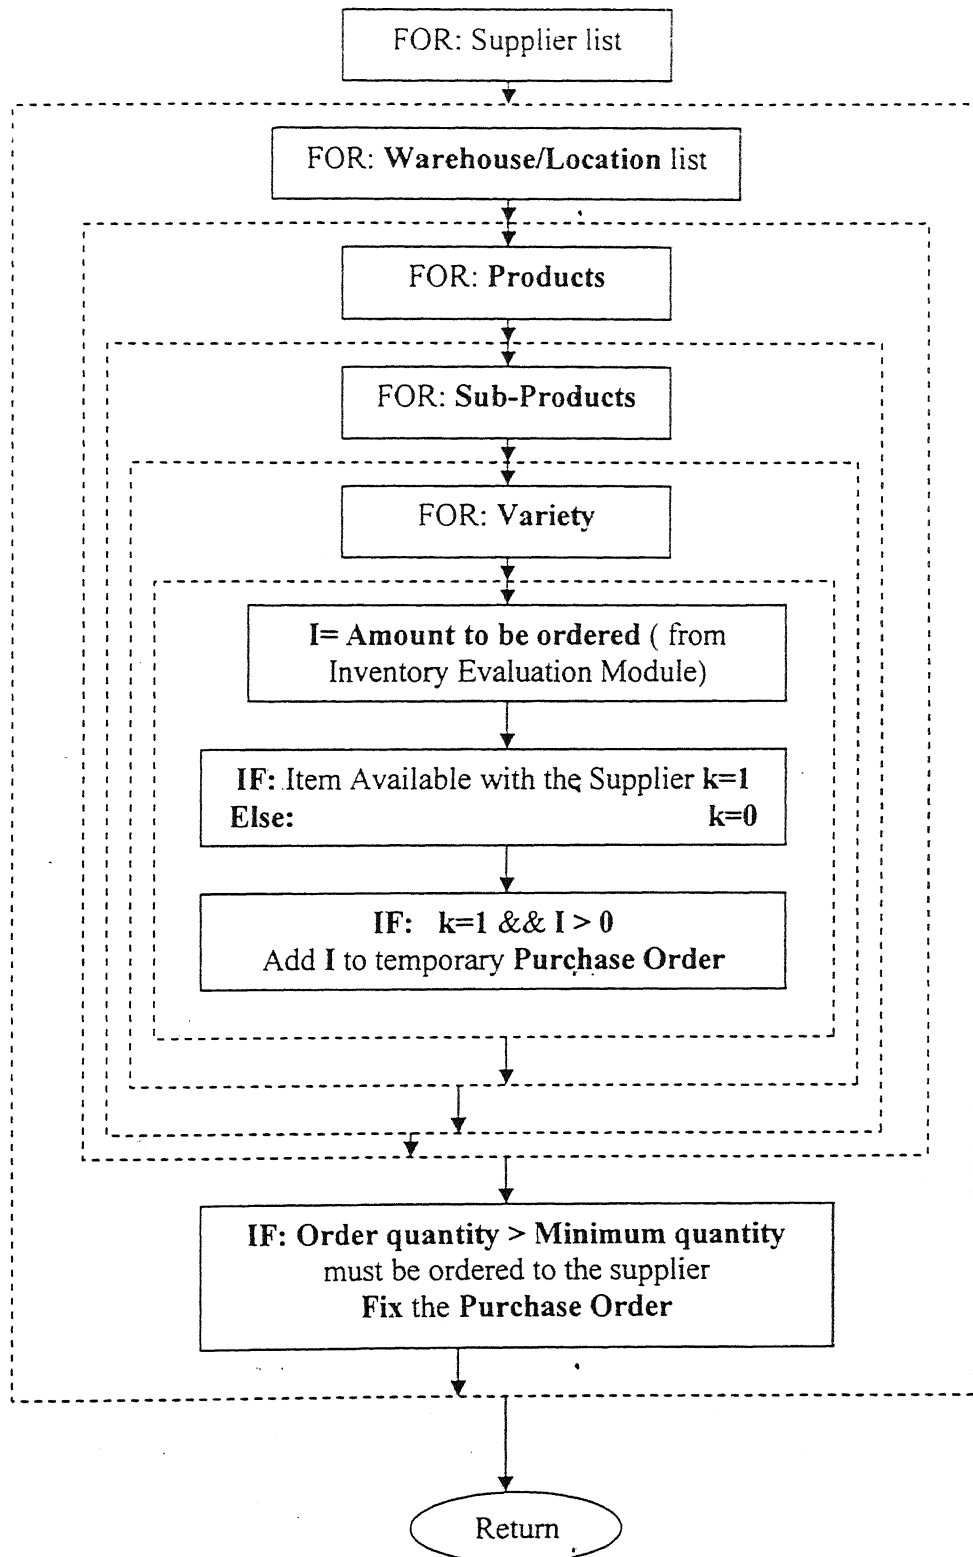 FOR: Supplier list
FOR: Warehouse/Location list
FOR: Products
FOR: Sub-Products
FOR: Variety
I= Amount to be ordered ( from
Inventory Evaluation Module)
IF: Item Available with the Supplier k=1
Else: k=0
IF: k=1 && I > 0
Add I to temporary Purchase Order
IF: Order quantity > Minimum quantity
must be ordered to the supplier
Fix the Purchase Order
Return